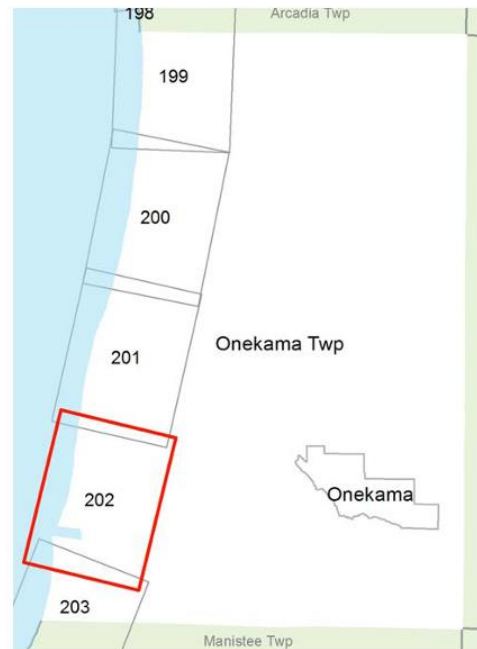 198
Arcadia Twp
199
200
Onekama Twp
201
Onekama
202
203
Manistee Twp